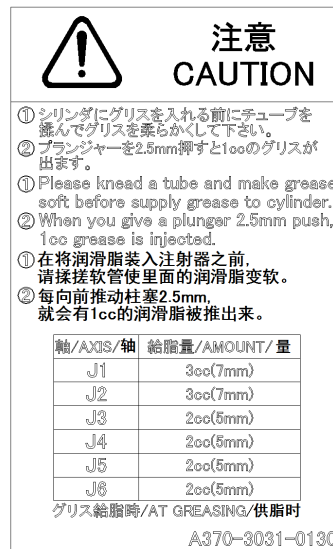 注意
CAUTION
① シリンダにグリスを入れる前にチューブを
揉んでグリスを柔らかくして下さい。
② プランジャーを2.5mm押すと1ccのグリスが
出ます。
① Please knead a tube and make grease
soft before supply grease to cylinder.
② When you give a plunger 2.5mm push,
1cc grease is injected.
① 在将润滑脂装入注射器之前,
请揉搓软管使里面的润滑脂变软。
② 每向前推动柱塞2.5mm,
就会有1cc的润滑脂被推出来。
軸/AXIS/轴 給脂量/AMOUNT/量
J1 3cc(7mm)
J2 3cc(7mm)
J3 2cc(5mm)
J4 2cc(5mm)
J5 2cc(5mm)
J6 2cc(5mm)
グリス給脂時/AT GREASING/供脂时
A370-3031-0130